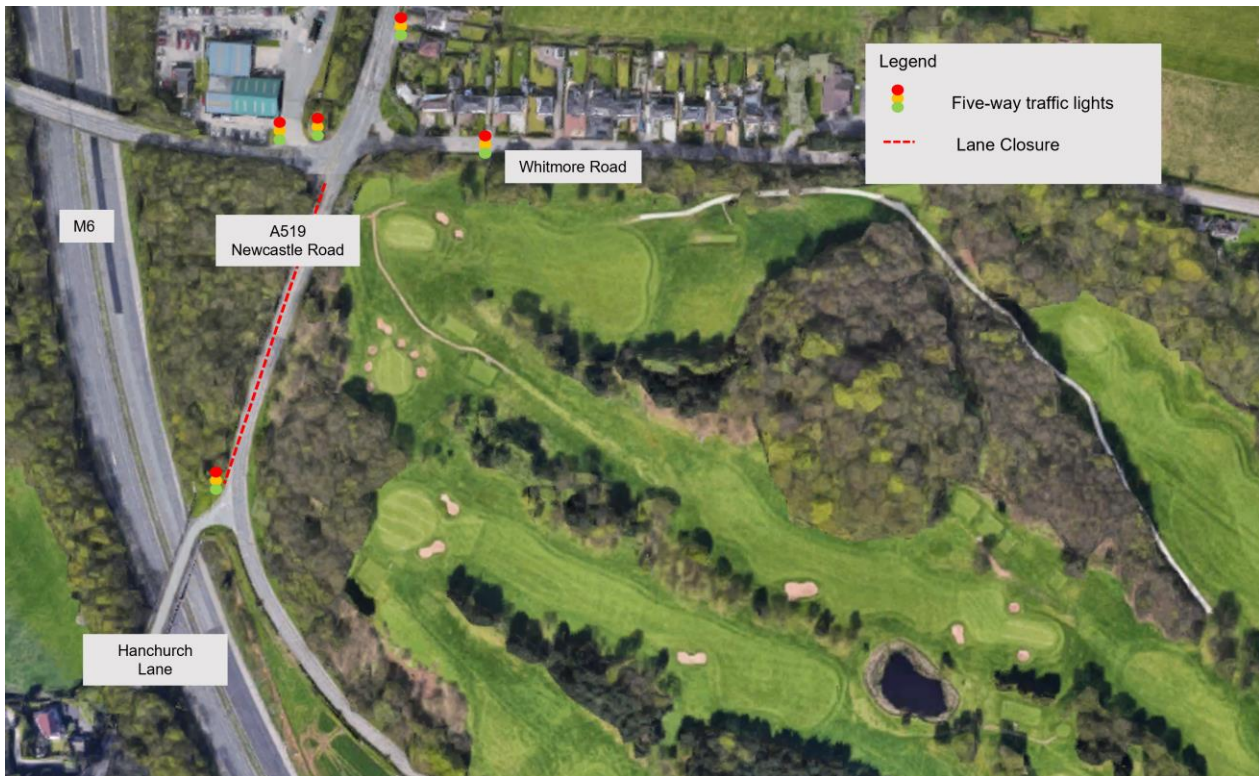 Legend
Five-way traffic lights
Lane Closure
Whitmore Road
M6
A519
Newcastle Road
Hanchurch
Lane